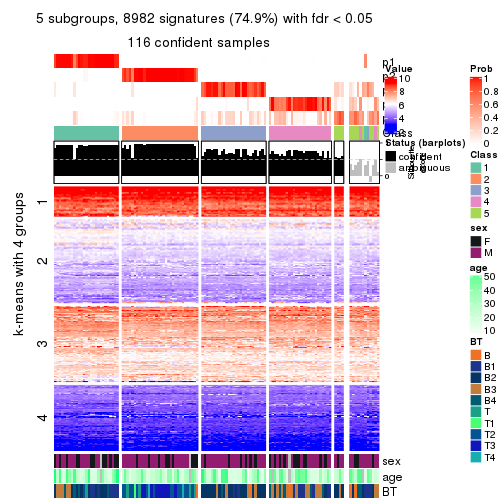 5 subgroups, 8982 signatures (74.9%) with fdr < 0.05
116 confident samples
p1
p2
Class
k-means with 4 groups
1
2
3
4
sex
age
BT
Value
10
8
6
4
Status (barplots)
confident
ambiguous
0
Prob
1
0.8
0.6
0.4
0.2
0
Class
1
2
3
4
5
sex
F
M
age
50
40
30
20
10
BT
B
B1
B2
B3
B4
T
T1
T2
T3
T4